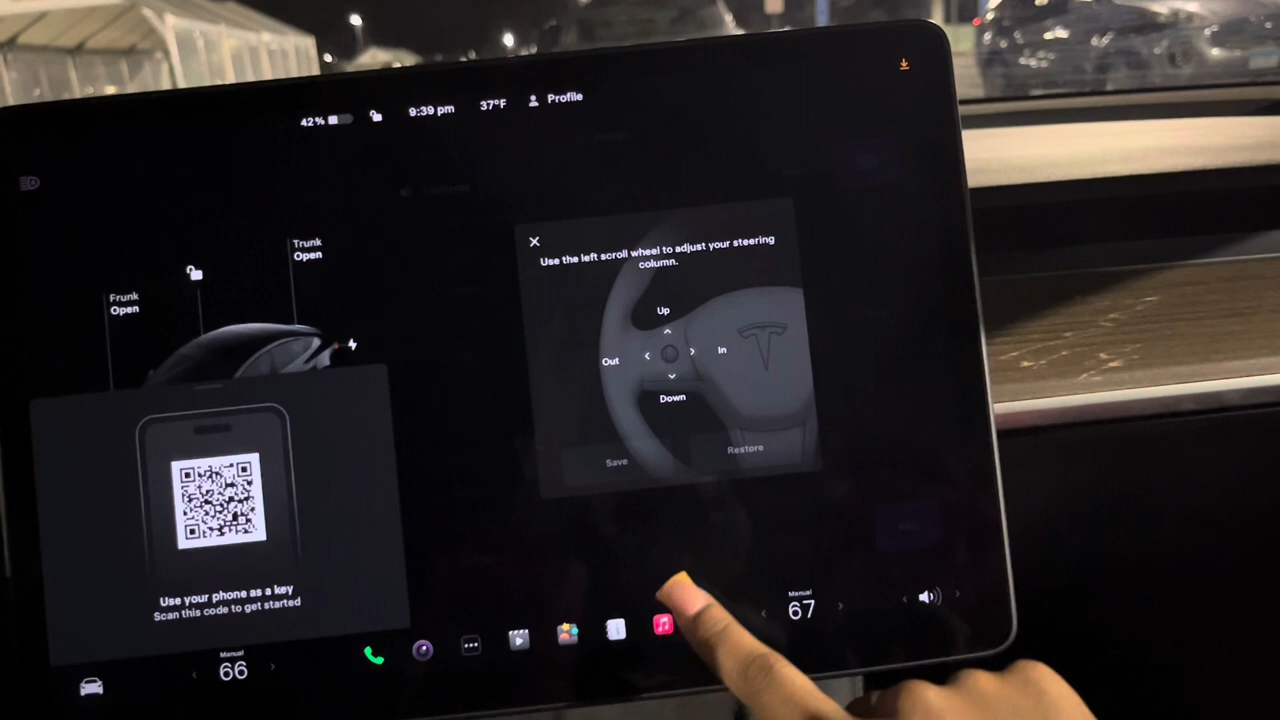 42%
9:39 pm
37°F
Profile
Trunk
Open
Frunk
Open
Use the left scroll wheel to adjust your steering
column.
Up
Out
In
Down
Save
Restore
Use your phone as a key
Scan this code to get started
Manual
66
Manual
67